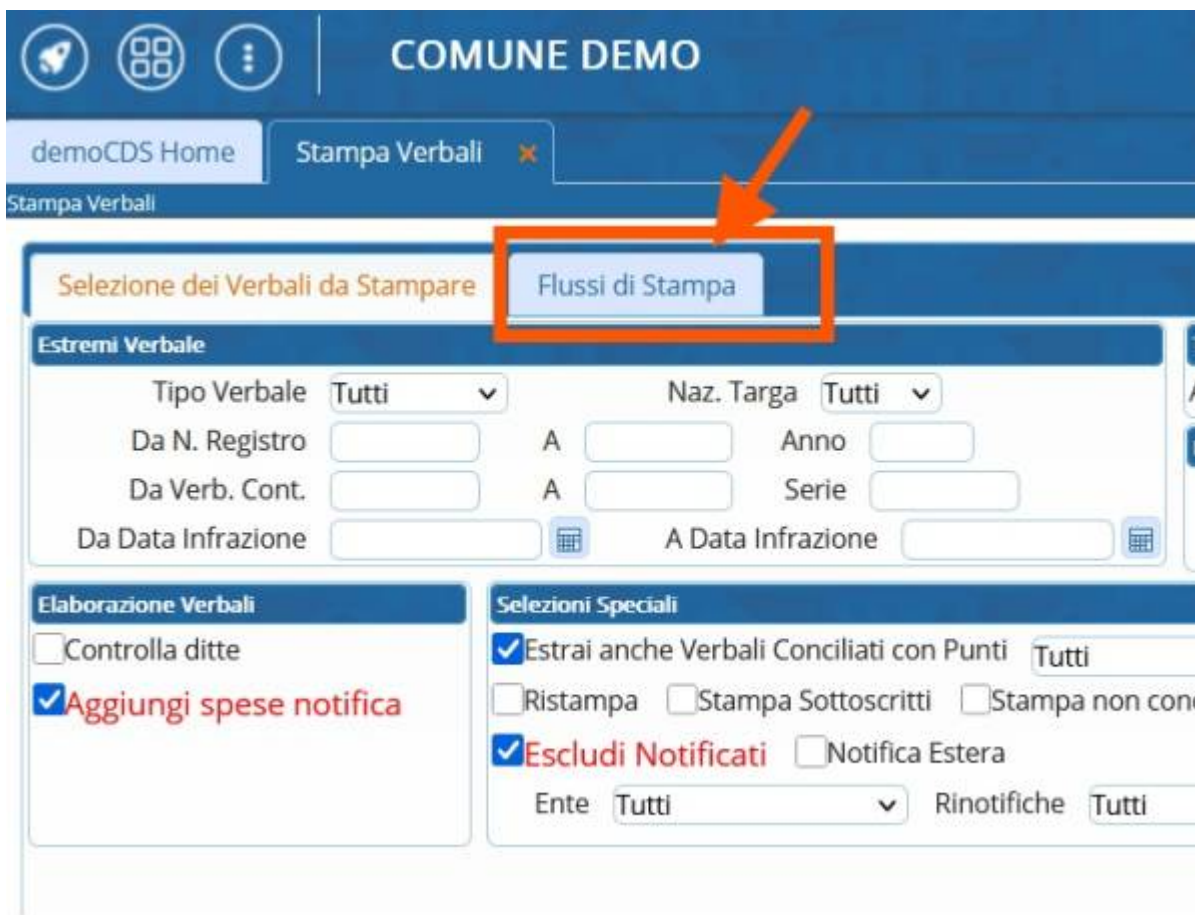 COMUNE DEMO
demoCDS Home Stampa Verbali
Stampa Verbali
Selezione dei Verbali da Stampare Flussi di Stampa
Estremi Verbale
Tipo Verbale Tutti Naz. Targa Tutti
Da N. Registro A Anno
Da Verb. Cont. A Serie
Da Data Infrazione A Data Infrazione
Elaborazione Verbali Selezioni Speciali
Controlla ditte Estrai anche Verbali Conciliati con Punti Tutti
Aggiungi spese notifica Ristampa Stampa Sottoscritti Stampa non
Escludi Notificati Notifica Estera
Ente Tutti Rinotifiche Tutti